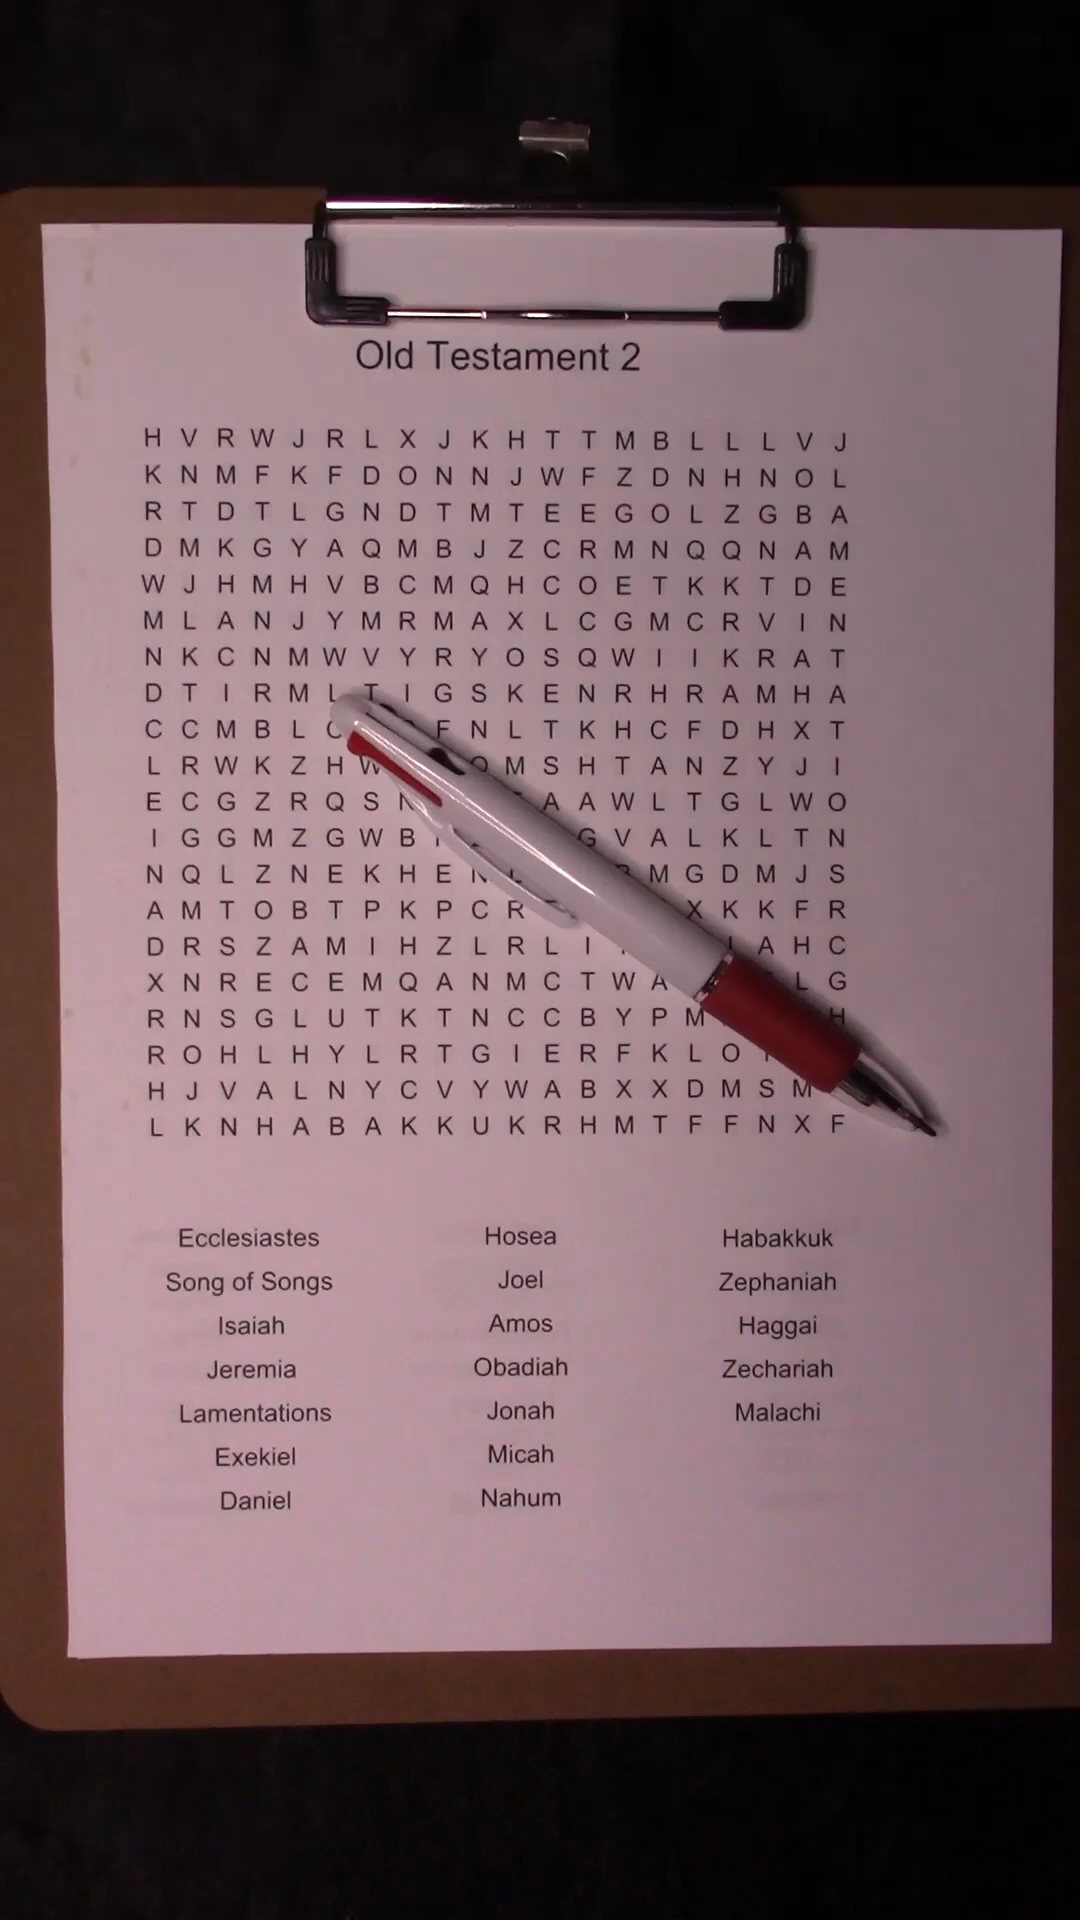 Old Testament 2
H V R W J R L X J K H T T M B L L L V J
K N M F K F D O N N J W F Z D N H N O L
R T D T L G N D T M T E E G O L Z G B A
D M K G Y A Q M B J Z C R M N Q Q N A M
W J H M H V B C M Q H C O E T K K T D E
M L A N J Y M R M A X L C G M C R V I N
N K C N M W V Y R Y O S Q W I I K R A T
D T I R M L T I G S K E N R H R A M H A
C C M B L F N L T K H C F D H X T
L R W K Z H W M S H T A N Z Y J I
E C G Z R Q S A A W L T G L W O
I G G M Z G W B G V A L K L T N
N Q L Z N E K H E M G D M J S
A M T O B T P K P C R X K K F R
D R S Z A M I H Z L R L I A H C
X N R E C E M Q A N M C T W A L G
R N S G L U T K T N C C B Y P M H
R O H L H Y L R T G I E R F K L O
H J V A L N Y C V Y W A B X X D M S M
L K N H A B A K K U K R H M T F F N X F
Ecclesiastes Hosea Habakkuk
Song of Songs Joel Zephaniah
Isaiah Amos Haggai
Jeremia Obadiah Zechariah
Lamentations Jonah Malachi
Exekiel Micah
Daniel Nahum